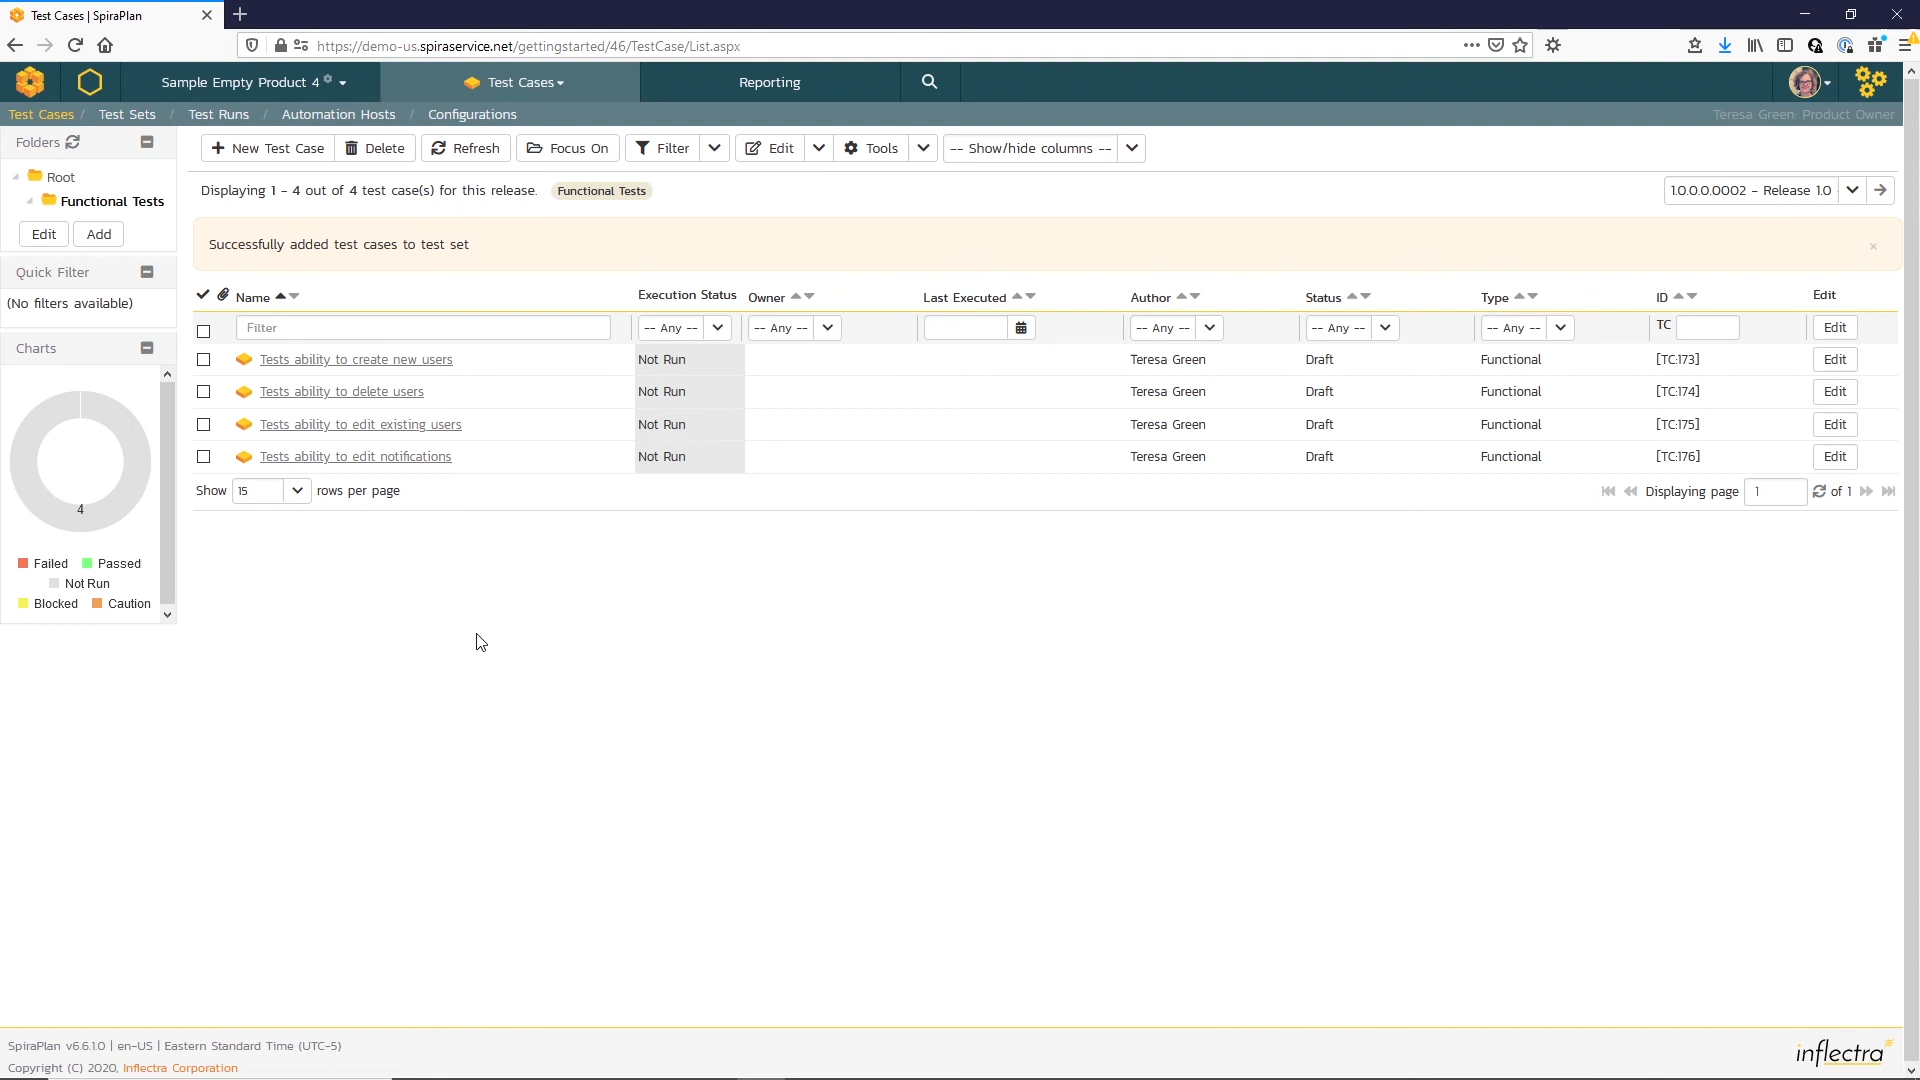 Test Cases | SpiraPlan
https://demo-us.spiraservice.net/gettingstarted/46/TestCase/List.aspx
Sample Empty Product 4 Test Cases Reporting
Test Cases / Test Sets / Test Runs / Automation Hosts / Configurations Teresa Green: Product Owner
Folders
Root
Functional Tests
Edit Add
Quick Filter
(No filters available)
Charts
4
Failed Passed
Not Run
Blocked Caution
New Test Case Delete Refresh Focus On Filter Edit Tools -- Show/hide columns --
Displaying 1 - 4 out of 4 test case(s) for this release. Functional Tests 1.0.0.0.0002 - Release 1.0
Successfully added test cases to test set ×
Name Execution Status Owner Last Executed Author Status Type ID Edit
Filter -- Any -- -- Any -- -- Any -- -- Any -- -- Any -- TC Edit
Tests ability to create new users Not Run Teresa Green Draft Functional [TC:173] Edit
Tests ability to delete users Not Run Teresa Green Draft Functional [TC:174] Edit
Tests ability to edit existing users Not Run Teresa Green Draft Functional [TC:175] Edit
Tests ability to edit notifications Not Run Teresa Green Draft Functional [TC:176] Edit
Show 15 rows per page Displaying page 1 of 1
SpiraPlan v6.6.1.0 | en-US | Eastern Standard Time (UTC-5)
Copyright (C) 2020, Inflectra Corporation
inflectra